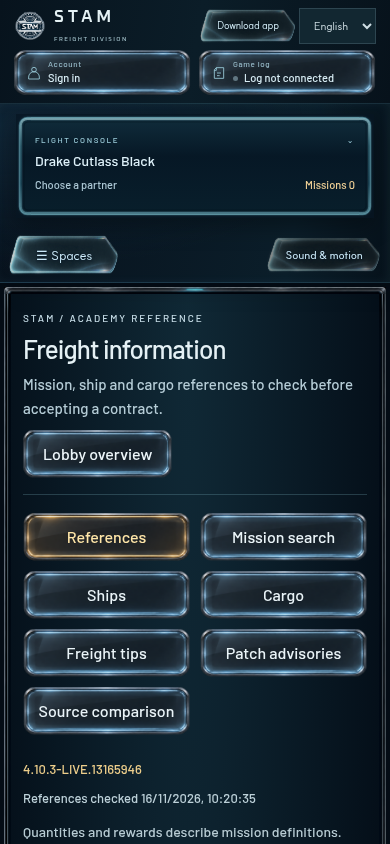 STAM
STAM
FREIGHT DIVISION
Download app
English
Account
Sign in
Game log
Log not connected
FLIGHT CONSOLE
Drake Cutlass Black
Choose a partner
Missions 0
☰ Spaces
Sound & motion
STAM / ACADEMY REFERENCE
Freight information
Mission, ship and cargo references to check before
accepting a contract.
Lobby overview
References
Mission search
Ships
Cargo
Freight tips
Patch advisories
Source comparison
4.10.3-LIVE.13165946
References checked 16/11/2026, 10:20:35
Quantities and rewards describe mission definitions.